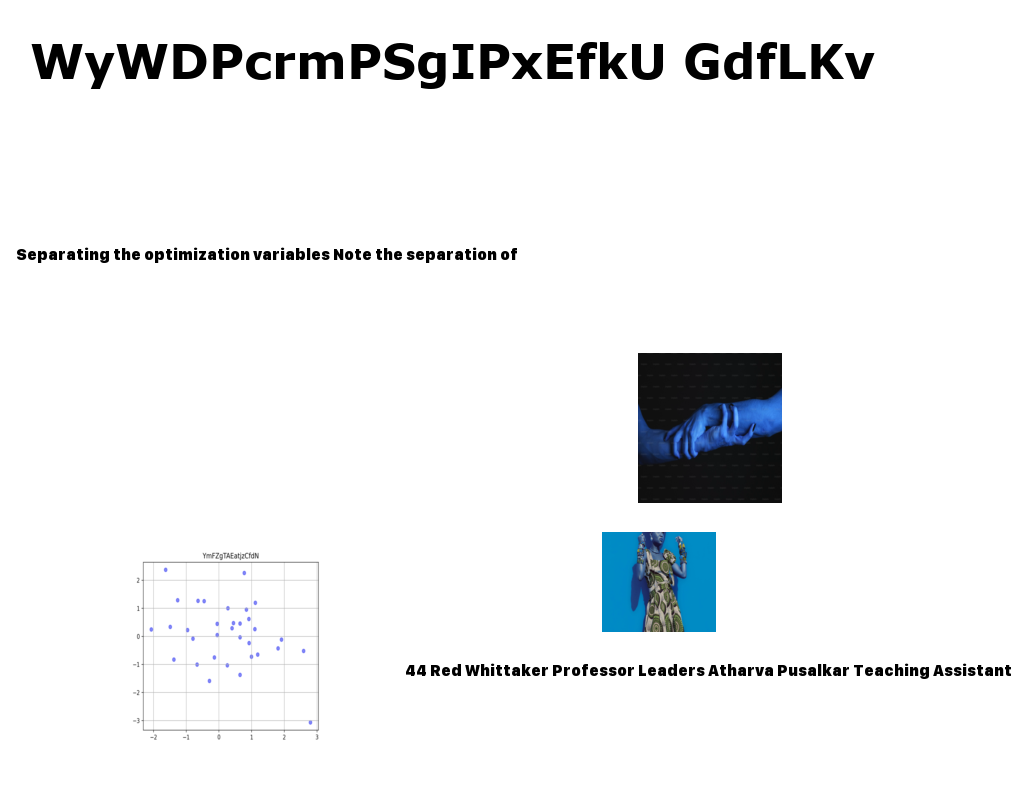 WyWDPcrmPSgIPxEfkU GdfLKv
Separating the optimization variables Note the separation of
YmFZgTAEatjzCfdN
2
1
0
−1
−2
−3
−2 −1 0 1 2 3
44 Red Whittaker Professor Leaders Atharva Pusalkar Teaching Assistant